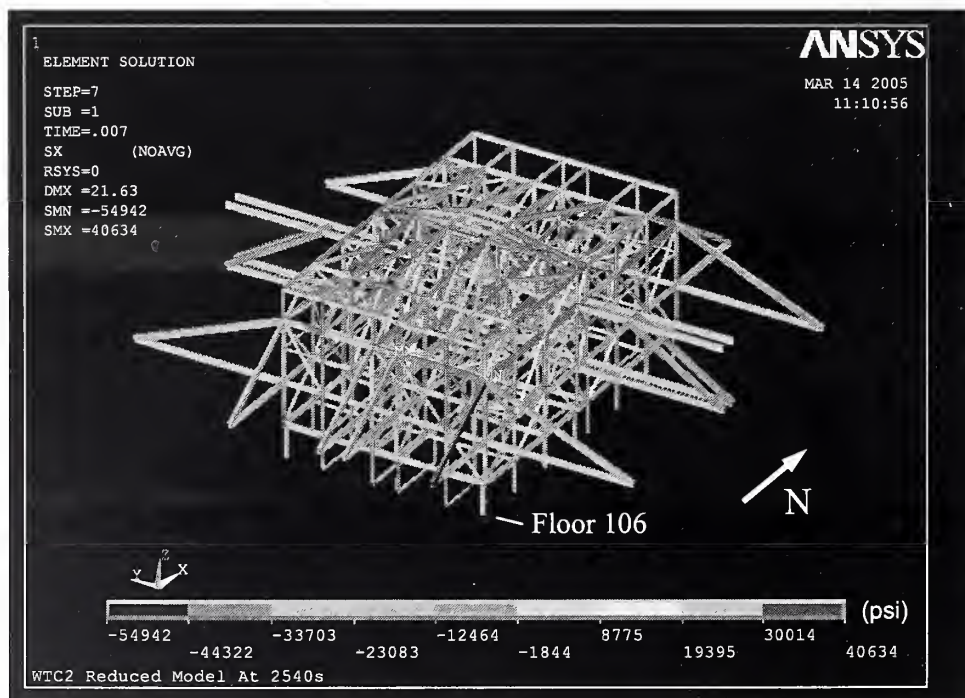 1
ANSYS
ELEMENT SOLUTION
MAR 14 2005
11:10:56
STEP=7
SUB =1
TIME=.007
SX (NOAVG)
RSYS=0
DMX =21.63
SMN =-54942
SMX =40634
N
Floor 106
Z
Y X
(psi)
-54942 -33703 -12464 8775 30014
-44322 -23083 -1844 19395 40634
WTC2 Reduced Model At 2540s